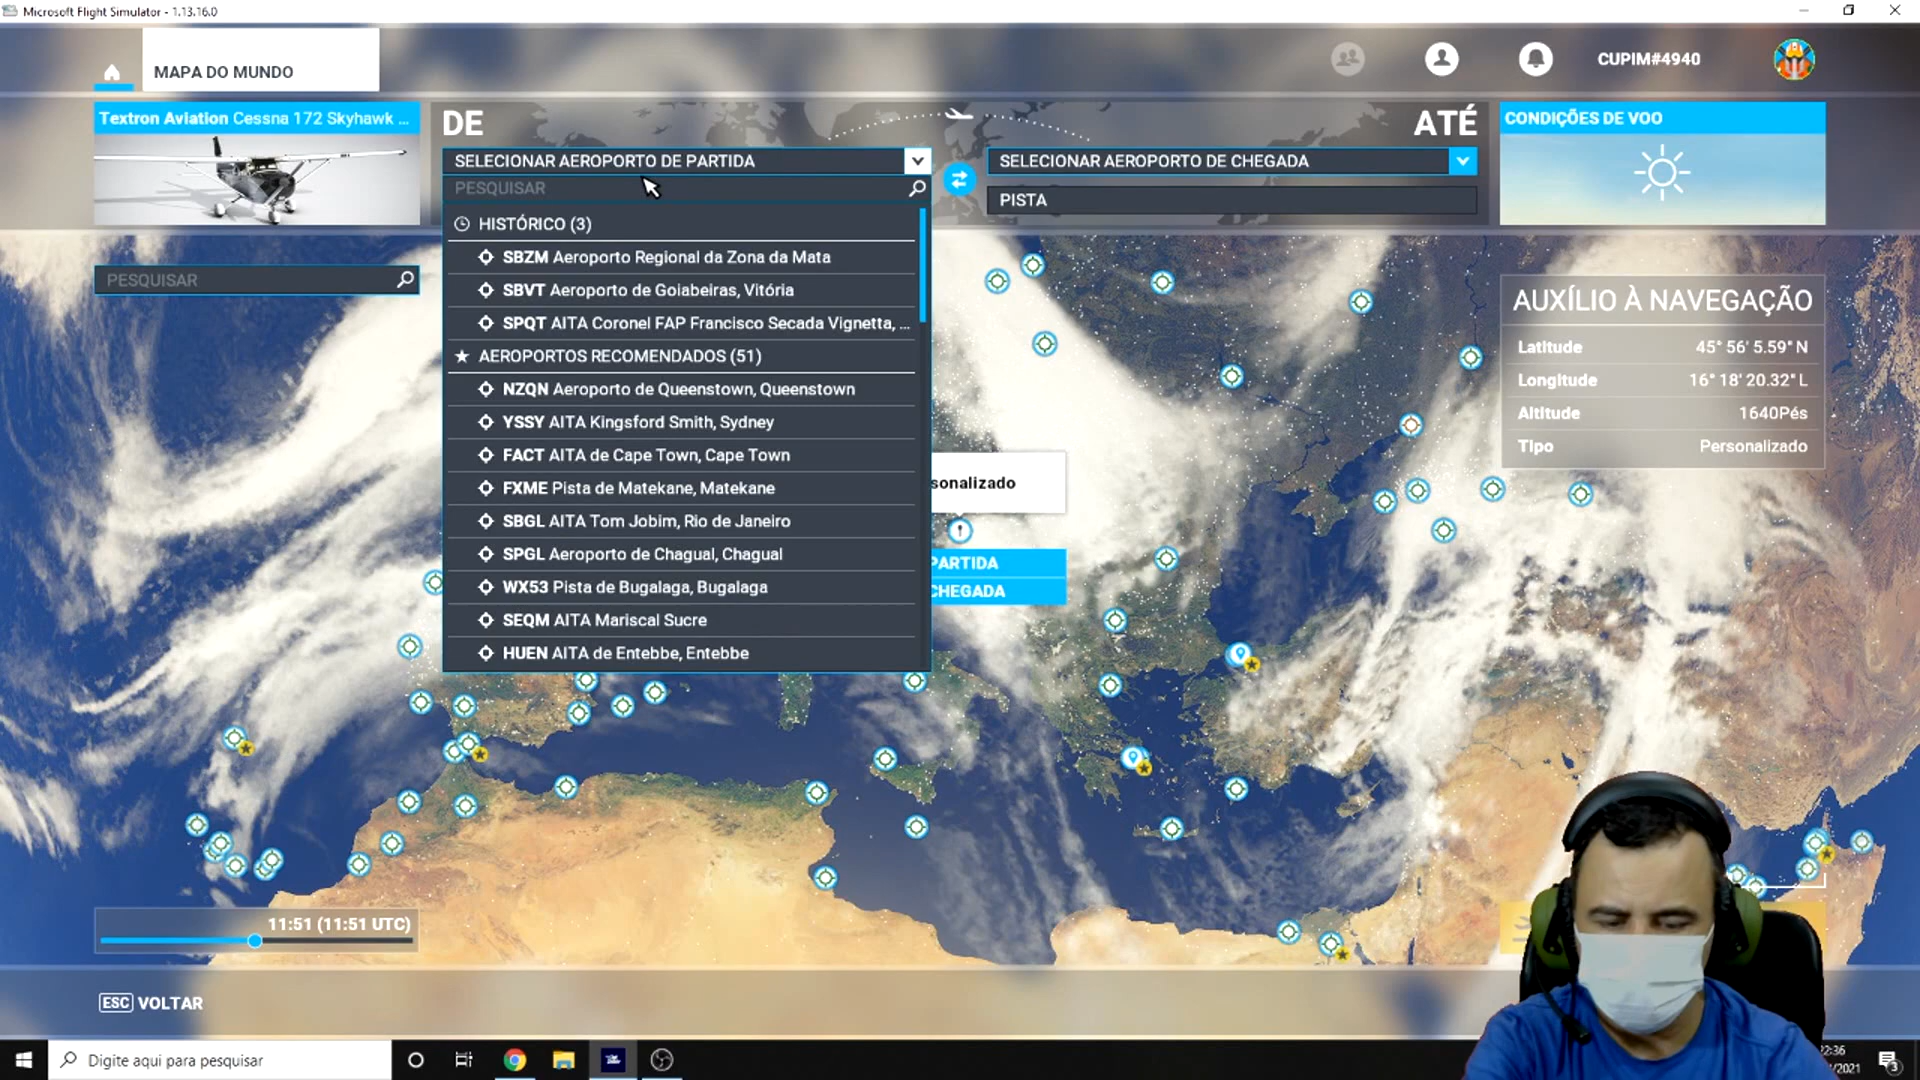 Microsoft Flight Simulator - 1.13.16.0
MAPA DO MUNDO
CUPIM#4940
Textron Aviation Cessna 172 Skyhawk ...
DE
ATÉ
CONDIÇÕES DE VOO
SELECIONAR AEROPORTO DE PARTIDA
SELECIONAR AEROPORTO DE CHEGADA
PESQUISAR
PISTA
HISTÓRICO (3)
SBZM Aeroporto Regional da Zona da Mata
SBVT Aeroporto de Goiabeiras, Vitória
SPQT AITA Coronel FAP Francisco Secada Vignetta, ...
AEROPORTOS RECOMENDADOS (51)
NZQN Aeroporto de Queenstown, Queenstown
YSSY AITA Kingsford Smith, Sydney
FACT AITA de Cape Town, Cape Town
FXME Pista de Matekane, Matekane
SBGL AITA Tom Jobim, Rio de Janeiro
SPGL Aeroporto de Chagual, Chagual
WX53 Pista de Bugalaga, Bugalaga
SEQM AITA Mariscal Sucre
HUEN AITA de Entebbe, Entebbe
PESQUISAR
AUXÍLIO À NAVEGAÇÃO
Latitude 45° 56' 5.59" N
Longitude 16° 18' 20.32" L
Altitude 1640Pés
Tipo Personalizado
sonalizado
PARTIDA
CHEGADA
11:51 (11:51 UTC)
ESC VOLTAR
Digite aqui para pesquisar
22:36
/2021
3